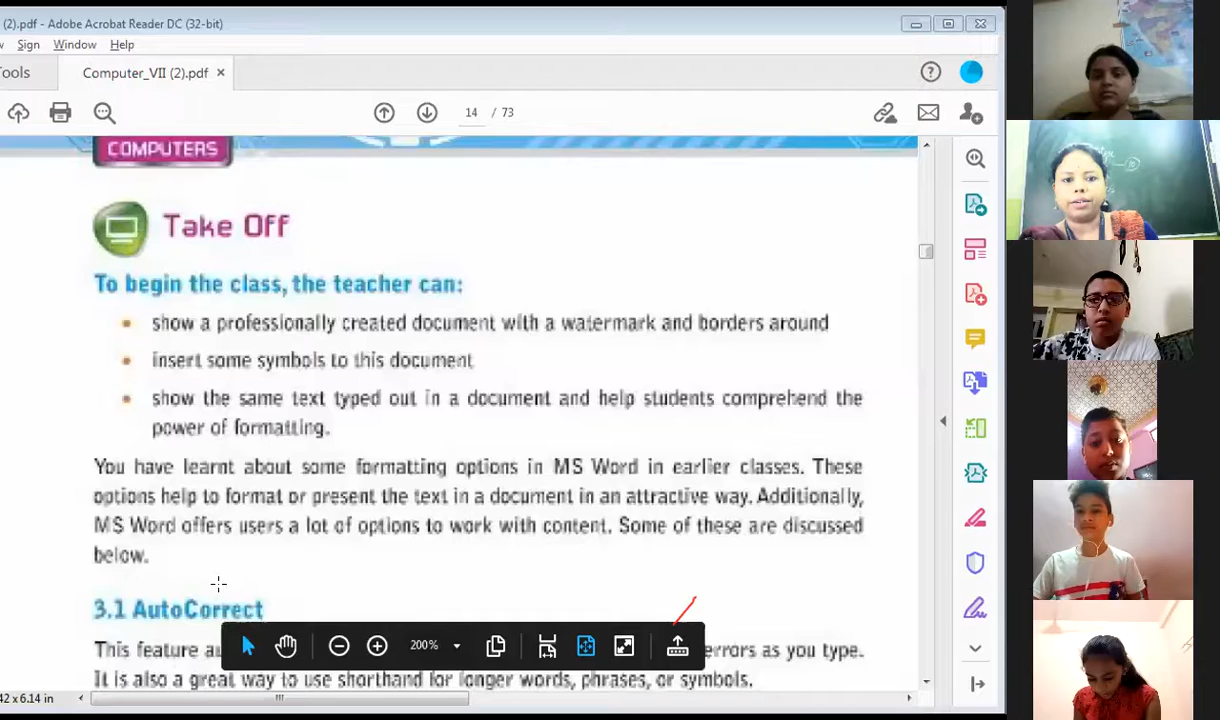 (2).pdf - Adobe Acrobat Reader DC (32-bit)
Sign Window Help
Tools Computer_VII (2).pdf ×
14 / 73
COMPUTERS
Take Off
To begin the class, the teacher can:
• show a professionally created document with a watermark and borders around
• insert some symbols to this document
• show the same text typed out in a document and help students comprehend the
power of formatting.
You have learnt about some formatting options in MS Word in earlier classes. These
options help to format or present the text in a document in an attractive way. Additionally,
MS Word offers users a lot of options to work with content. Some of these are discussed
below.
3.1 AutoCorrect
This feature errors as you type.
200%
It is also a great way to use shorthand for longer words, phrases, or symbols.
42 x 6.14 in